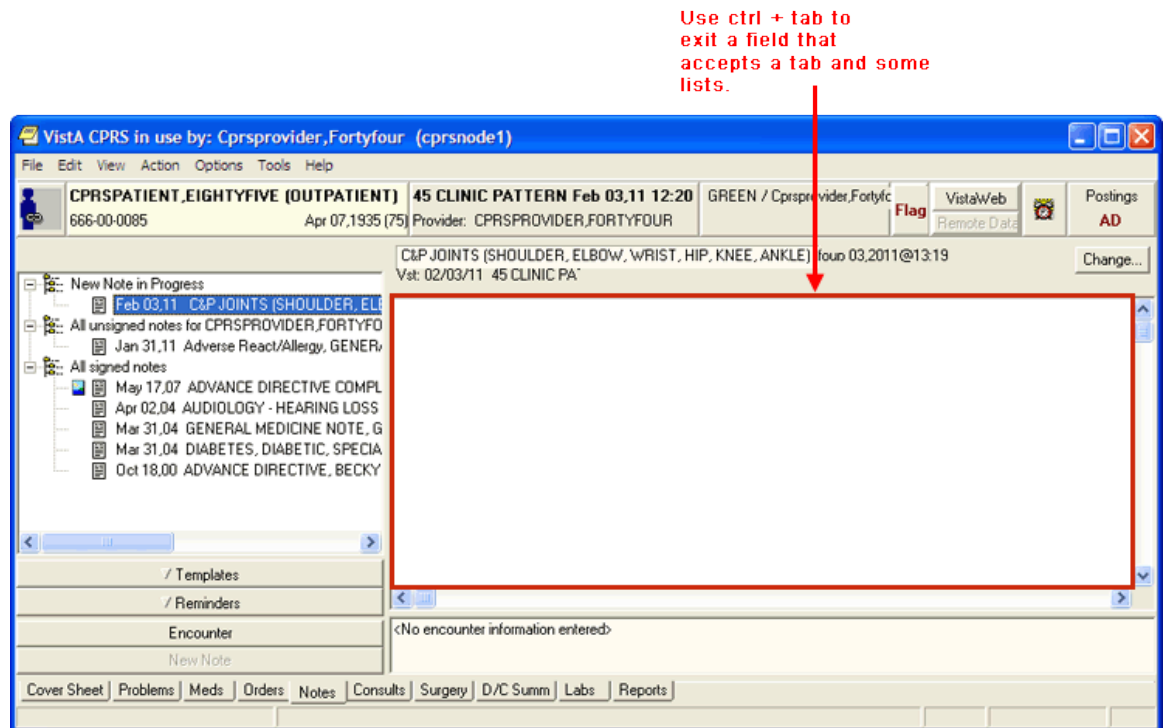 Use ctrl + tab to
exit a field that
accepts a tab and some
lists.
VistA CPRS in use by: Cprsprovider,Fortyfour (cprsnode1)
File Edit View Action Options Tools Help
CPRSPATIENT,EIGHTYFIVE (OUTPATIENT) 45 CLINIC PATTERN Feb 03,11 12:20 GREEN / Cprsprovider,Fortyfc Flag VistaWeb Postings
666-00-0085 Apr 07,1935 (75) Provider: CPRSPROVIDER,FORTYFOUR Remote Data AD
C&P JOINTS (SHOULDER, ELBOW, WRIST, HIP, KNEE, ANKLE) 03,2011@13:19 Change...
Vst: 02/03/11 45 CLINIC PA
New Note in Progress
Feb 03,11 C&P JOINTS (SHOULDER, ELB
All unsigned notes for CPRSPROVIDER,FORTYFO
Jan 31,11 Adverse React/Allergy, GENERA
All signed notes
May 17,07 ADVANCE DIRECTIVE COMPL
Apr 02,04 AUDIOLOGY - HEARING LOSS
Mar 31,04 GENERAL MEDICINE NOTE, G
Mar 31,04 DIABETES, DIABETIC, SPECIA
Oct 18,00 ADVANCE DIRECTIVE, BECKY
/ Templates
/ Reminders
Encounter
<No encounter information entered>
New Note
Cover Sheet Problems Meds Orders Notes Consults Surgery D/C Summ Labs Reports